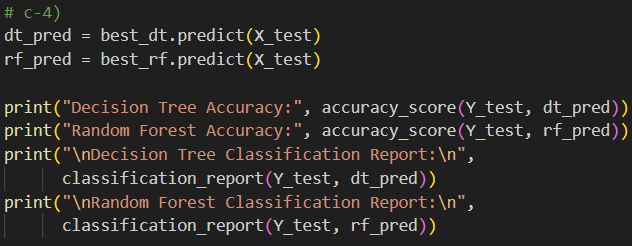 # c-4)
dt_pred = best_dt.predict(X_test)
rf_pred = best_rf.predict(X_test)

print("Decision Tree Accuracy:", accuracy_score(Y_test, dt_pred))
print("Random Forest Accuracy:", accuracy_score(Y_test, rf_pred))
print("\nDecision Tree Classification Report:\n",
      classification_report(Y_test, dt_pred))
print("\nRandom Forest Classification Report:\n",
      classification_report(Y_test, rf_pred))